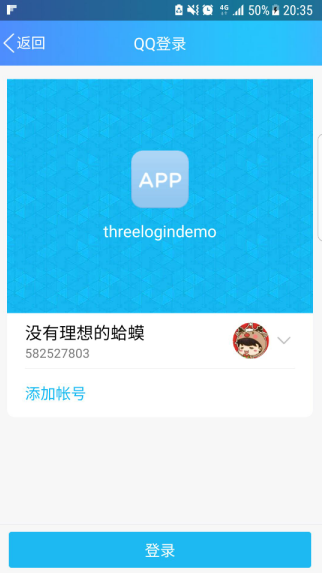 4G 50% 20:35
返回 QQ登录
APP
threelogindemo
没有理想的蛤蟆
582527803
添加帐号
登录